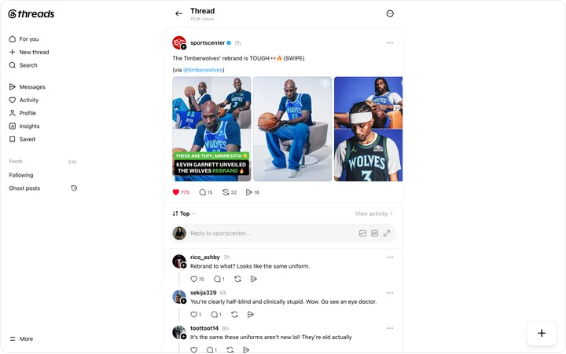 threads
Thread
103K views
For you
New thread
Search
Messages
Activity
Profile
Insights
Saved
Feeds
Edit
Following
Ghost posts
More
sportscenter 7h
The Timberwolves' rebrand is TOUGH 👀🔥 (SWIPE)
(via @timberwolves)
WOLVES
THESE ARE TUFF, MINNESOTA
KEVIN GARNETT UNVEILED
THE WOLVES REBRAND 🔥
WOLVES
3
715
15
32
16
Top
View activity
Reply to sportscenter...
rico_ashby 7h
Rebrand to what? Looks like the same uniform.
15
1
sekija329 6h
You're clearly half-blind and clinically stupid. Wow. Go see an eye doctor.
1
1
toottoot14 6h
It's the same these uniforms aren't new lol! They're old actually
1